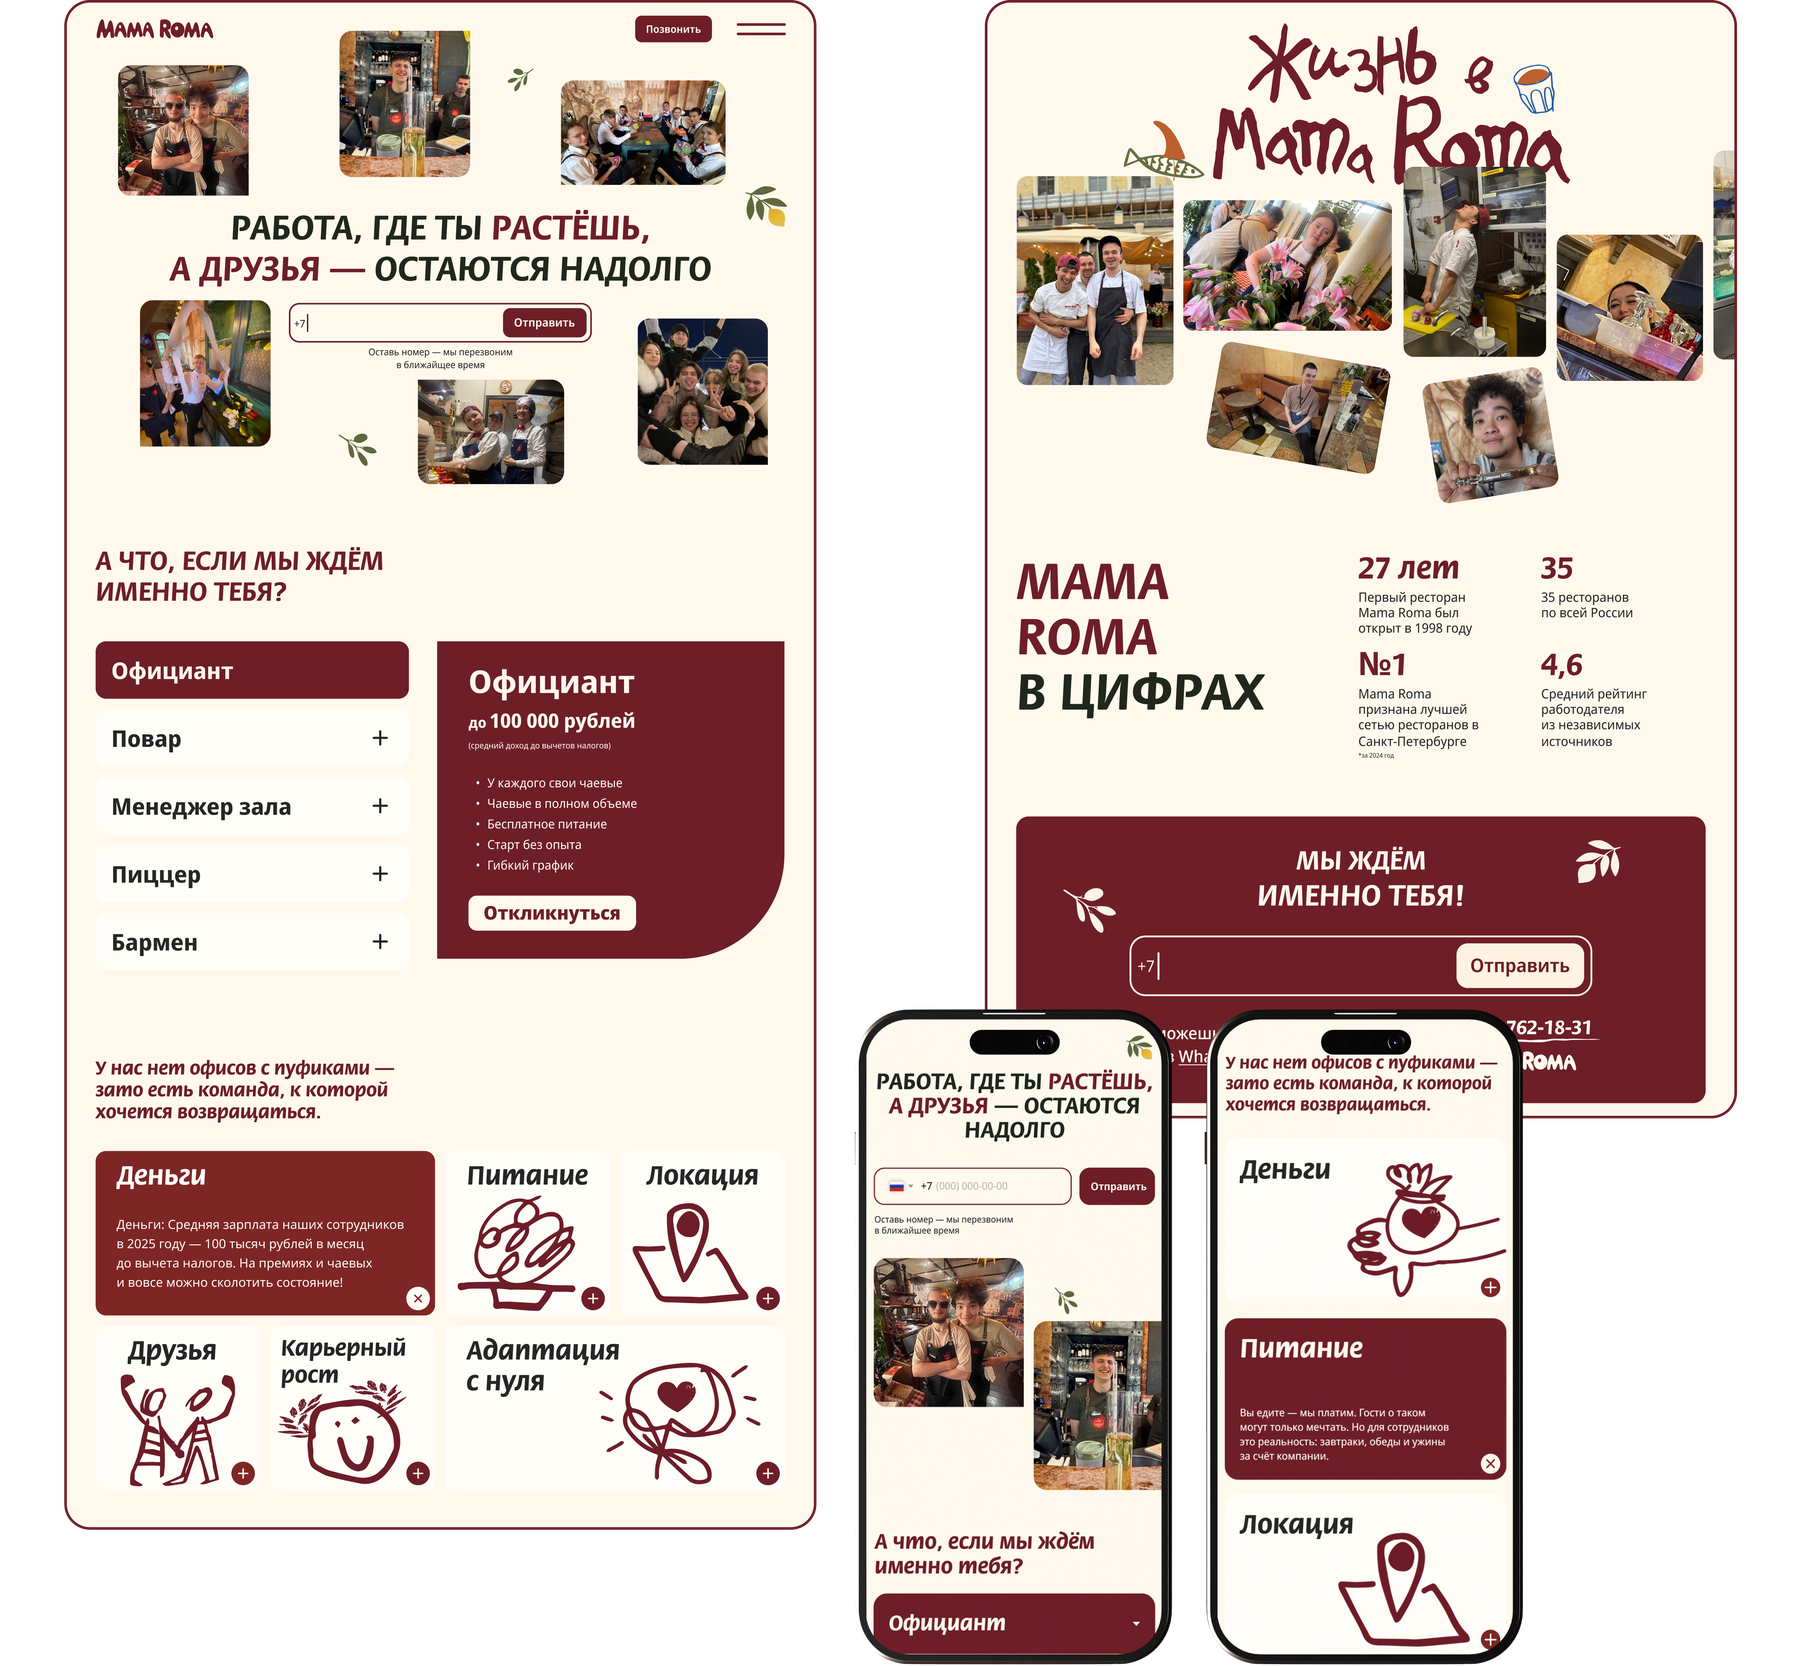 MAMA ROMA
Позвонить
РАБОТА, ГДЕ ТЫ РАСТЁШЬ,
А ДРУЗЬЯ — ОСТАЮТСЯ НАДОЛГО
+7
Отправить
Оставь номер — мы перезвоним
в ближайщее время
А ЧТО, ЕСЛИ МЫ ЖДЁМ
ИМЕННО ТЕБЯ?
Официант
Повар
Менеджер зала
Пиццер
Бармен
Официант
до 100 000 рублей
(средний доход до вычетов налогов)
• У каждого свои чаевые
• Чаевые в полном объеме
• Бесплатное питание
• Старт без опыта
• Гибкий график
Откликнуться
У нас нет офисов с пуфиками —
зато есть команда, к которой
хочется возвращаться.
Деньги
Деньги: Средняя зарплата наших сотрудников
в 2025 году — 100 тысяч рублей в месяц
до вычета налогов. На премиях и чаевых
и вовсе можно сколотить состояние!
Питание
Локация
Друзья
Карьерный
рост
Адаптация
с нуля
Жизнь в
Mama Roma
МАМА
ROMA
В ЦИФРАХ
27 лет
Первый ресторан
Mama Roma был
открыт в 1998 году
35
35 ресторанов
по всей России
№1
Mama Roma
признана лучшей
сетью ресторанов в
Санкт-Петербурге
*за 2024 год
4,6
Средний рейтинг
работодателя
из независимых
источников
МЫ ЖДЁМ
ИМЕННО ТЕБЯ!
+7
Отправить
762-18-31
ROMA
РАБОТА, ГДЕ ТЫ РАСТЁШЬ,
А ДРУЗЬЯ — ОСТАЮТСЯ
НАДОЛГО
+7 (000) 000-00-00
Отправить
Оставь номер — мы перезвоним
в ближайшее время
А что, если мы ждём
именно тебя?
Официант
У нас нет офисов с пуфиками —
зато есть команда, к которой
хочется возвращаться.
Деньги
Питание
Вы едите — мы платим. Гости о таком
могут только мечтать. Но для сотрудников
это реальность: завтраки, обеды и ужины
за счёт компании.
Локация